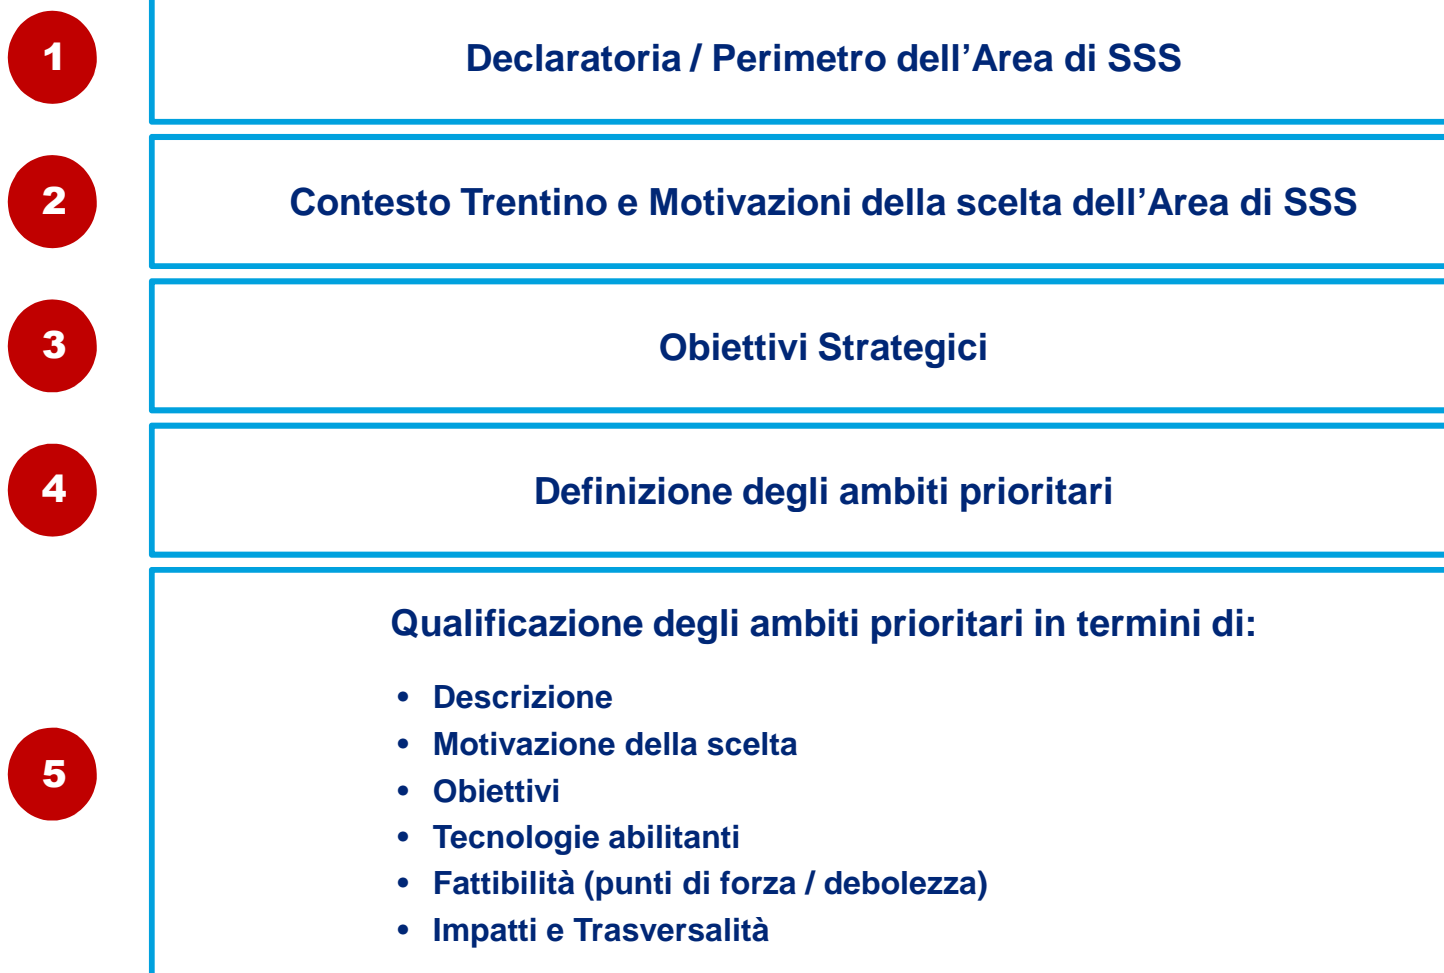 1
Declaratoria / Perimetro dell’Area di SSS
2
Contesto Trentino e Motivazioni della scelta dell’Area di SSS
3
Obiettivi Strategici
4
Definizione degli ambiti prioritari
5
Qualificazione degli ambiti prioritari in termini di:
• Descrizione
• Motivazione della scelta
• Obiettivi
• Tecnologie abilitanti
• Fattibilità (punti di forza / debolezza)
• Impatti e Trasversalità